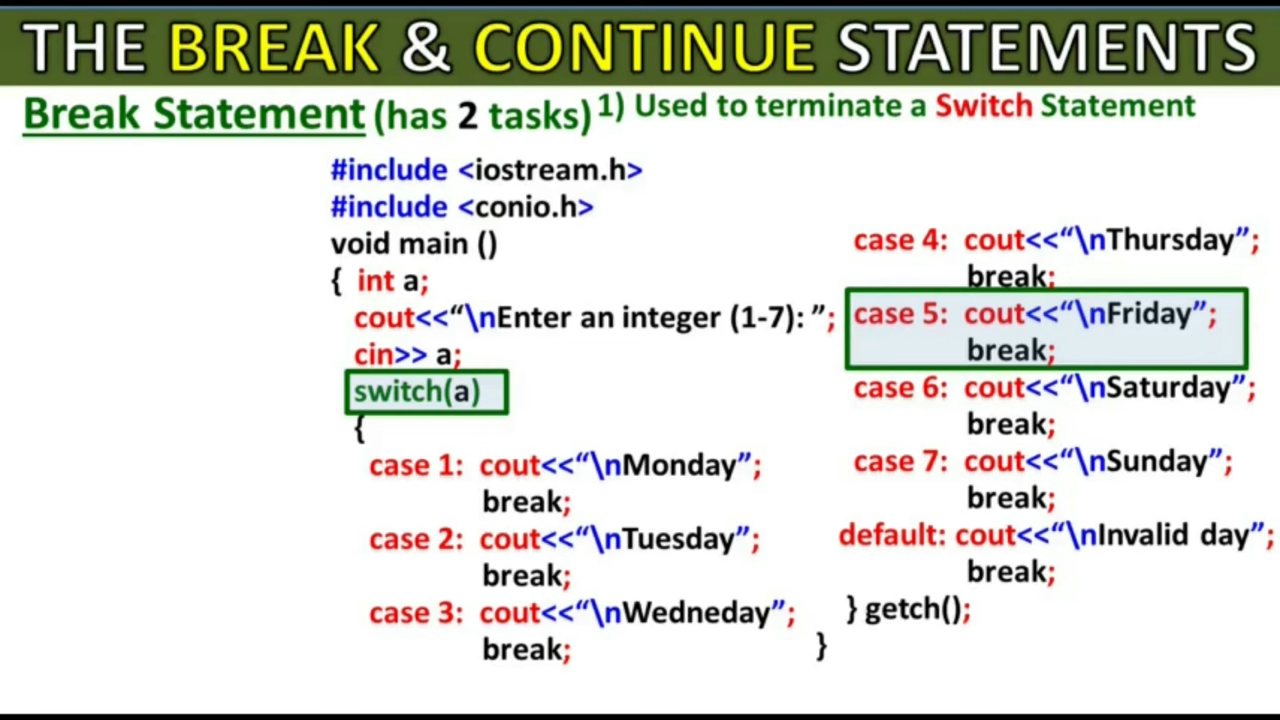 THE BREAK & CONTINUE STATEMENTS
Break Statement (has 2 tasks) 1) Used to terminate a Switch Statement
#include <iostream.h>
#include <conio.h>
void main ()
{ int a;
cout<<“\nEnter an integer (1-7): ”;
cin>> a;
switch(a)
{
case 1: cout<<“\nMonday”;
break;
case 2: cout<<“\nTuesday”;
break;
case 3: cout<<“\nWedneday”;
break;
case 4: cout<<“\nThursday”;
break;
case 5: cout<<“\nFriday”;
break;
case 6: cout<<“\nSaturday”;
break;
case 7: cout<<“\nSunday”;
break;
default: cout<<“\nInvalid day”;
break;
} getch();
}